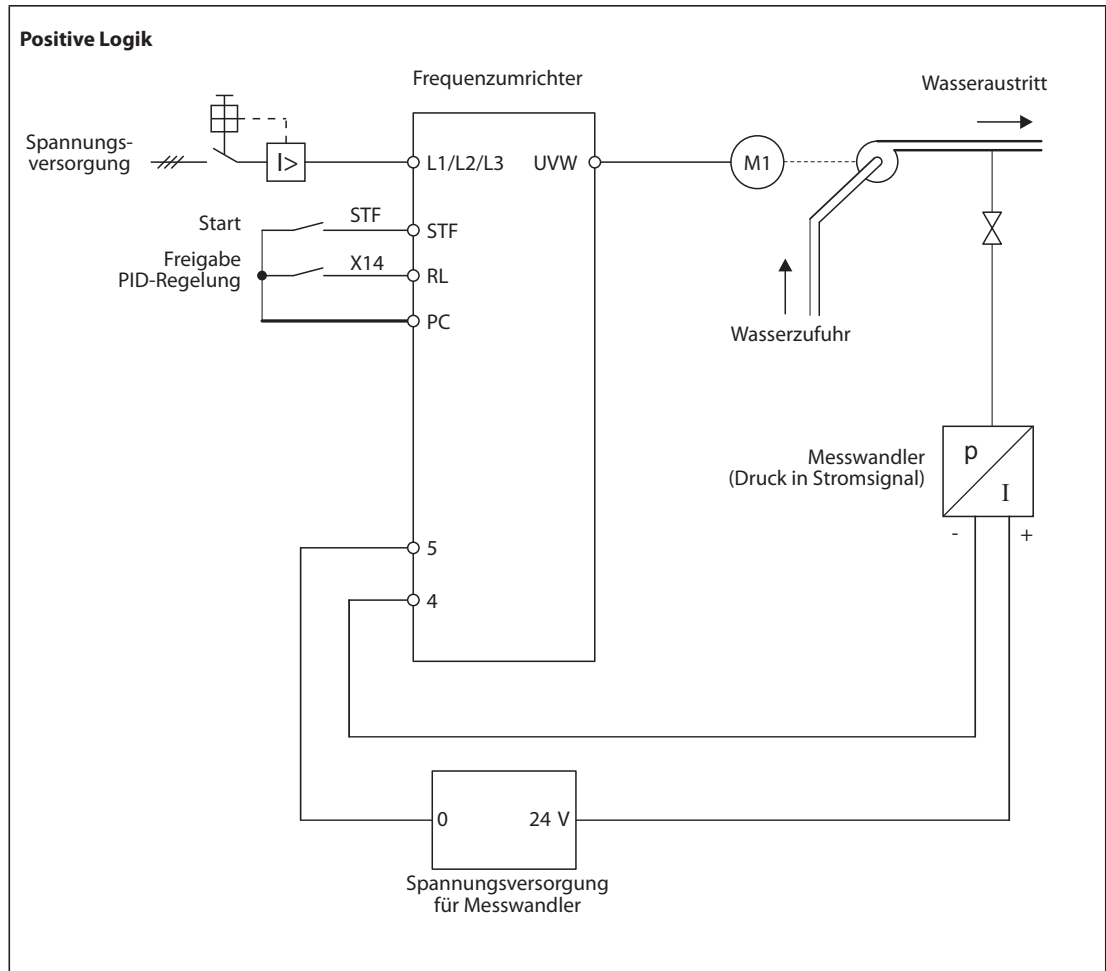 Positive Logik
Frequenzumrichter
Wasseraustritt
Spannungs-
versorgung
I>
L1/L2/L3
UVW
M1
Start
STF
STF
Freigabe
PID-Regelung
X14
RL
PC
Wasserzufuhr
Messwandler
(Druck in Stromsignal)
p
I
-
+
5
4
0
24 V
Spannungsversorgung
für Messwandler